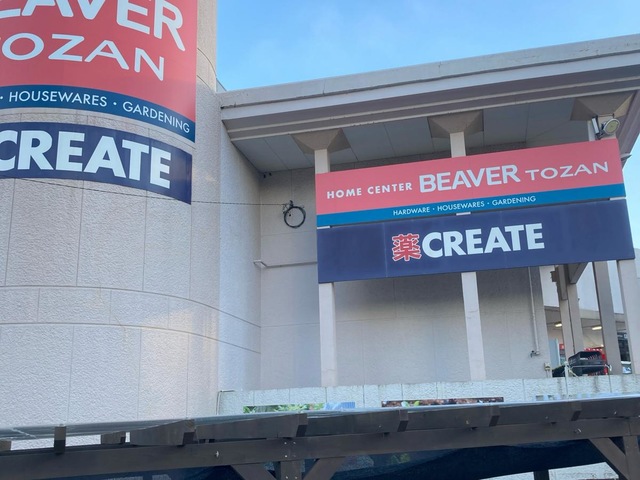 BEAVER
TOZAN
HOUSEWARES・GARDENING
CREATE
HOME CENTER BEAVER TOZAN
HARDWARE・HOUSEWARES・GARDENING
薬 CREATE